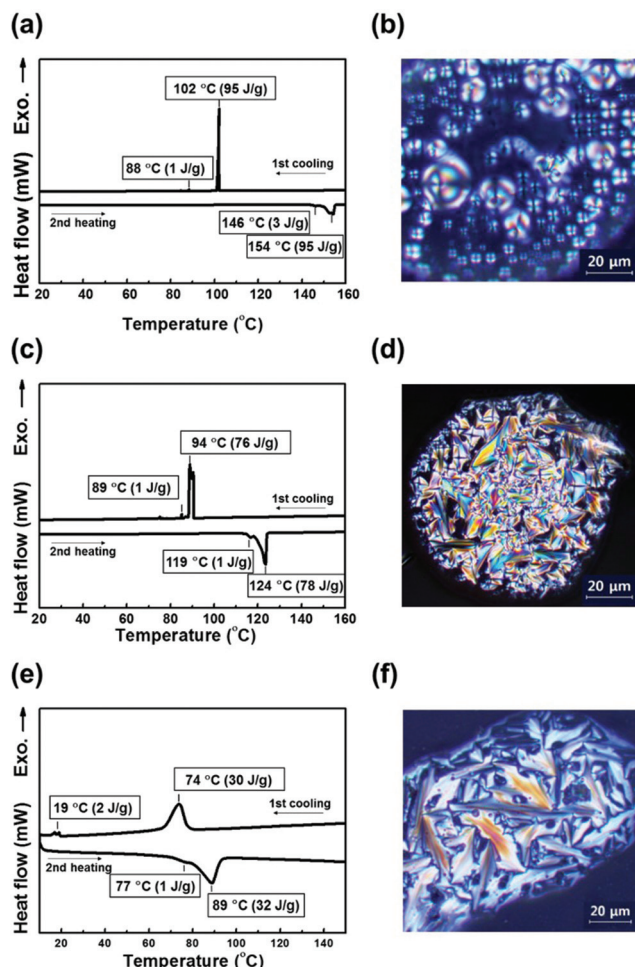 (a)
Heat flow (mW) Exo.
102 °C (95 J/g)
88 °C (1 J/g)
1st cooling
2nd heating
146 °C (3 J/g)
154 °C (95 J/g)
20 40 60 80 100 120 140 160
Temperature (°C)
(b)
20 µm
(c)
Heat flow (mW) Exo.
94 °C (76 J/g)
89 °C (1 J/g)
1st cooling
2nd heating
119 °C (1 J/g)
124 °C (78 J/g)
20 40 60 80 100 120 140 160
Temperature (°C)
(d)
20 µm
(e)
Heat flow (mW) Exo.
74 °C (30 J/g)
19 °C (2 J/g)
1st cooling
2nd heating
77 °C (1 J/g)
89 °C (32 J/g)
20 40 60 80 100 120 140
Temperature (°C)
(f)
20 µm